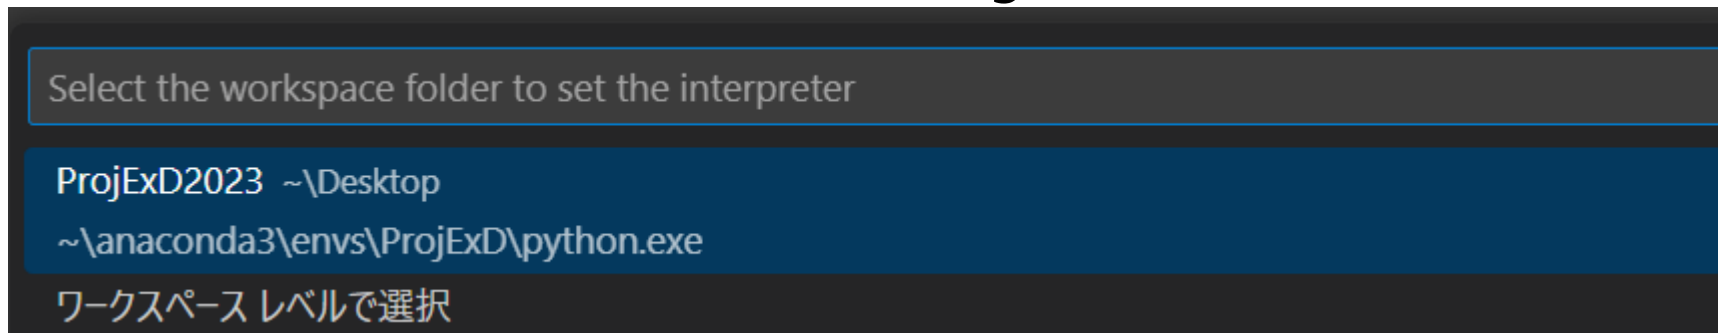 Select the workspace folder to set the interpreter
ProjExD2023 ~\Desktop
~\anaconda3\envs\ProjExD\python.exe
ワークスペース レベルで選択